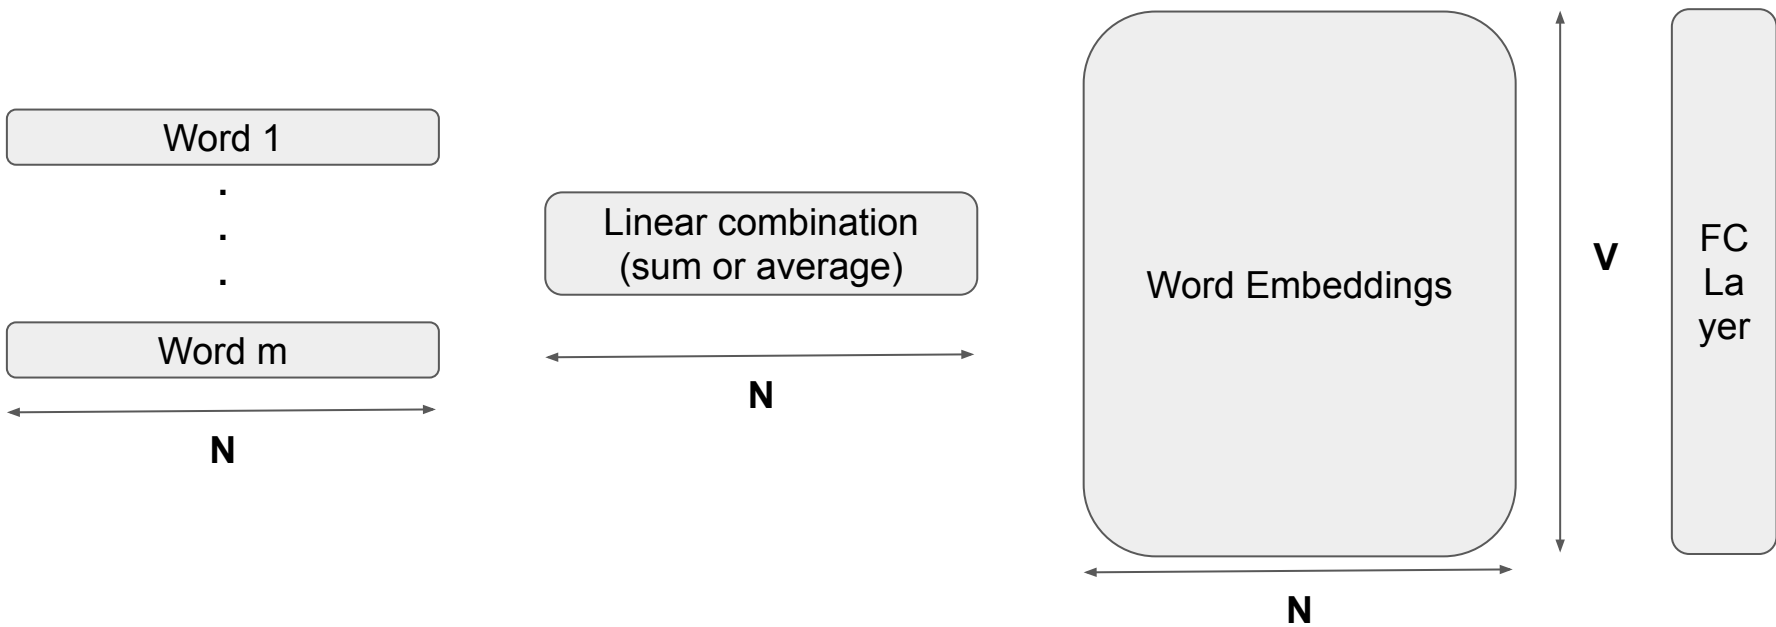 Word 1
.
.
.
Word m
N
Linear combination
(sum or average)
N
Word Embeddings
V
N
FC
La
yer